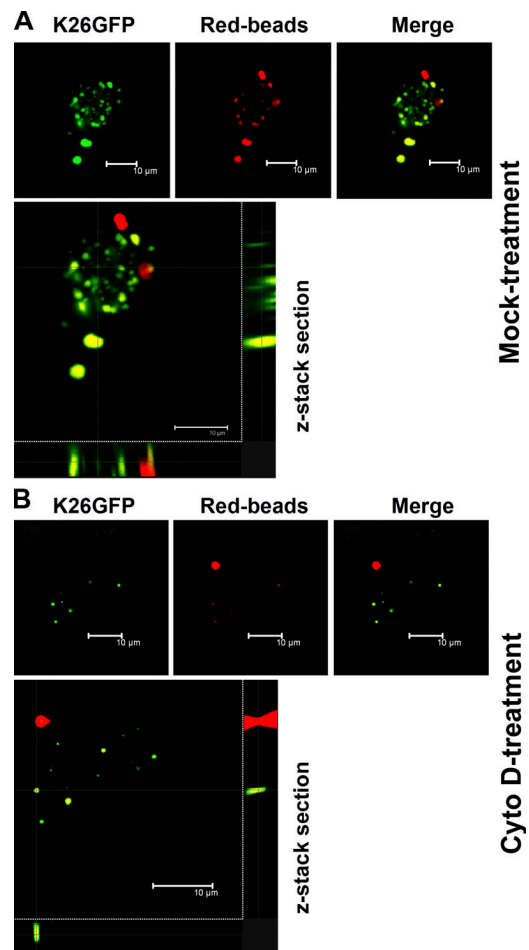 A
K26GFP
Red-beads
Merge
10 µm
10 µm
10 µm
10 µm
z-stack section
Mock-treatment
B
K26GFP
Red-beads
Merge
10 µm
10 µm
10 µm
10 µm
z-stack section
Cyto D-treatment